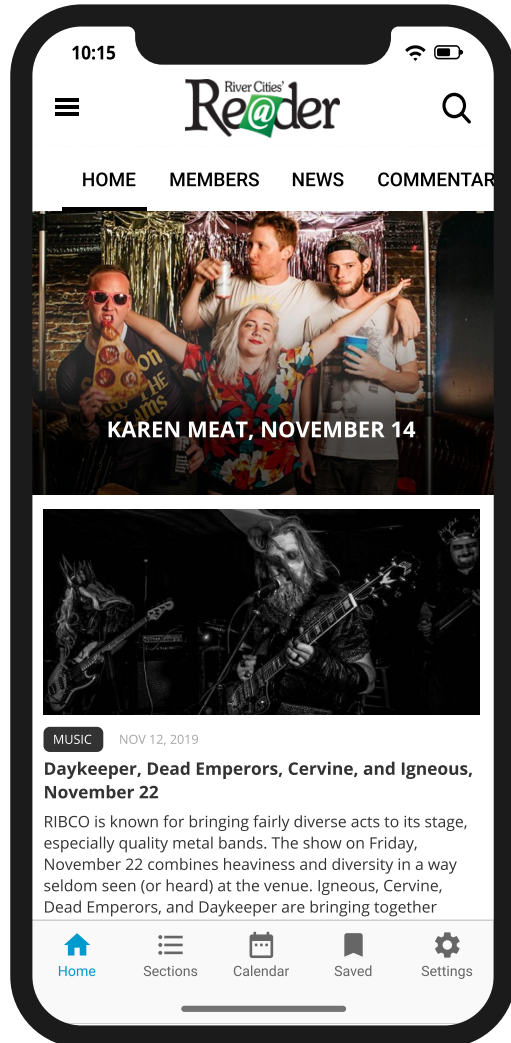 10:15
River Cities'
Re@der
HOME MEMBERS NEWS COMMENTAR
KAREN MEAT, NOVEMBER 14
MUSIC NOV 12, 2019
Daykeeper, Dead Emperors, Cervine, and Igneous,
November 22
RIBCO is known for bringing fairly diverse acts to its stage,
especially quality metal bands. The show on Friday,
November 22 combines heaviness and diversity in a way
seldom seen (or heard) at the venue. Igneous, Cervine,
Dead Emperors, and Daykeeper are bringing together
Home Sections Calendar Saved Settings